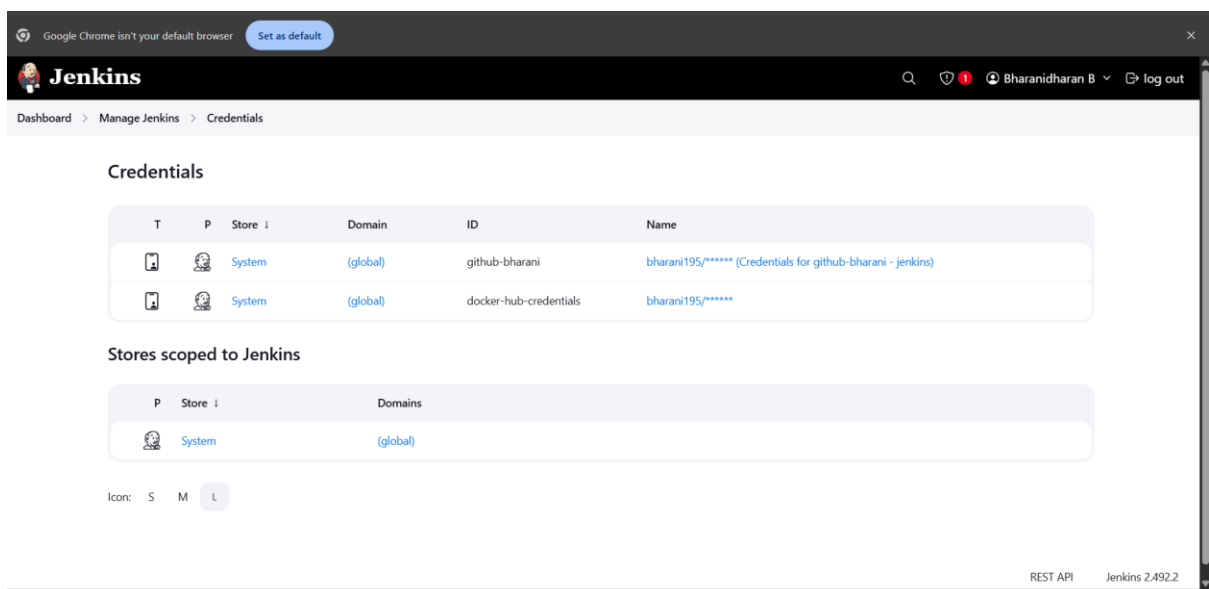 Google Chrome isn't your default browser Set as default
Jenkins 1 Bharanidharan B log out
Dashboard > Manage Jenkins > Credentials
Credentials
T P Store ↓ Domain ID Name
System (global) github-bharani bharani195/****** (Credentials for github-bharani - jenkins)
System (global) docker-hub-credentials bharani195/******
Stores scoped to Jenkins
P Store ↓ Domains
System (global)
Icon: S M L
REST API Jenkins 2.492.2